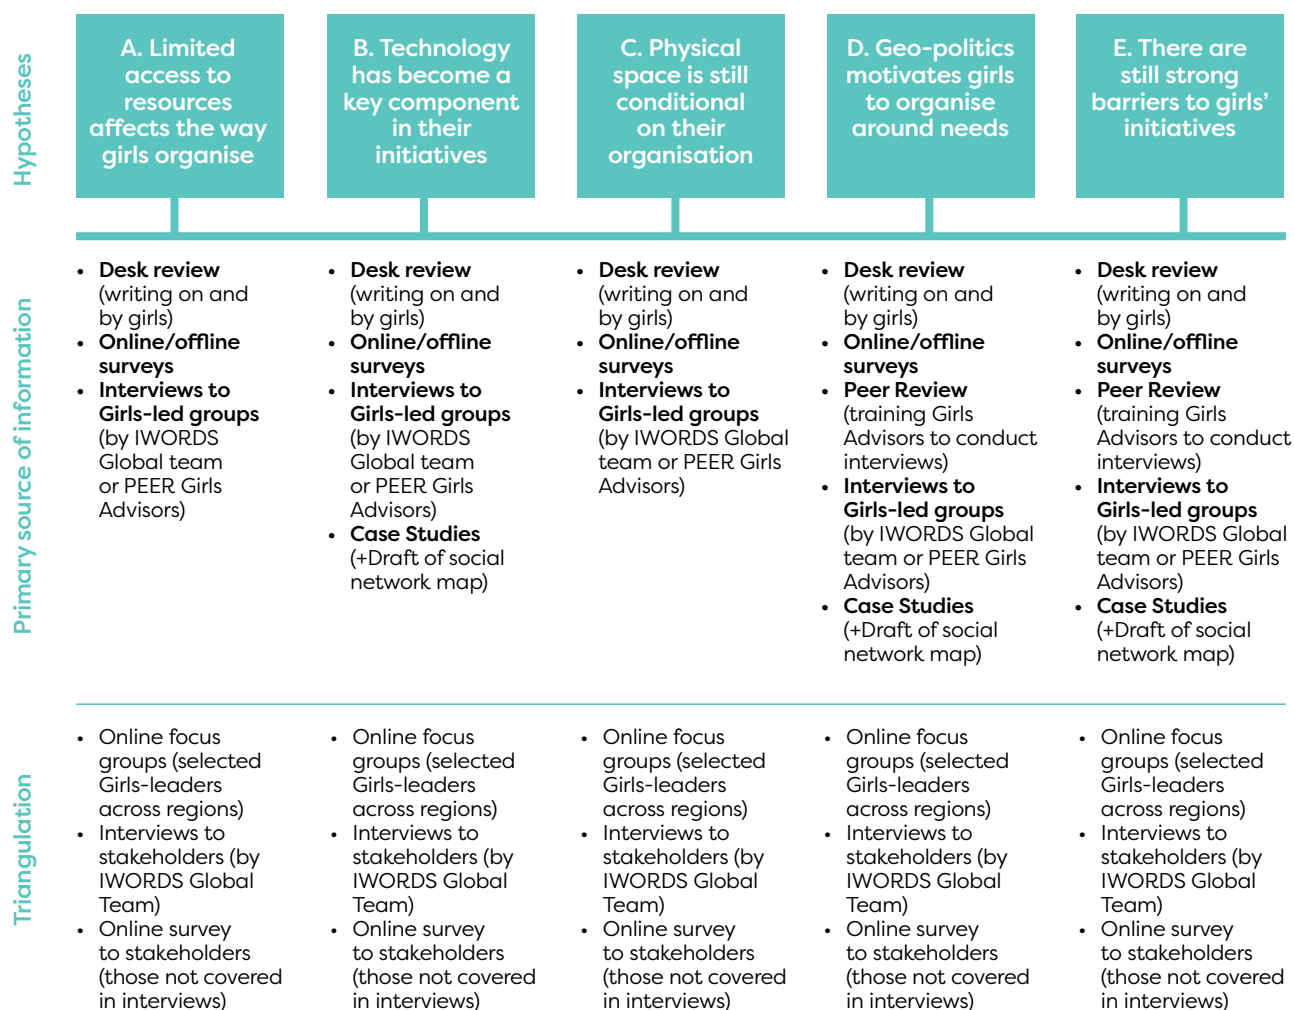 Hypotheses
A. Limited
access to
resources
affects the way
girls organise
B. Technology
has become a
key component
in their
initiatives
C. Physical
space is still
conditional
on their
organisation
D. Geo-politics
motivates girls
to organise
around needs
E. There are
still strong
barriers to girls’
initiatives
Primary source of information
• Desk review
(writing on and
by girls)
• Online/offline
surveys
• Interviews to
Girls-led groups
(by IWORDS
Global team
or PEER Girls
Advisors)
• Desk review
(writing on and
by girls)
• Online/offline
surveys
• Interviews to
Girls-led groups
(by IWORDS
Global team
or PEER Girls
Advisors)
• Case Studies
(+Draft of social
network map)
• Desk review
(writing on and
by girls)
• Online/offline
surveys
• Interviews to
Girls-led groups
(by IWORDS Global
team or PEER Girls
Advisors)
• Desk review
(writing on and
by girls)
• Online/offline
surveys
• Peer Review
(training Girls
Advisors to conduct
interviews)
• Interviews to
Girls-led groups
(by IWORDS Global
team or PEER Girls
Advisors)
• Case Studies
(+Draft of social
network map)
• Desk review
(writing on and
by girls)
• Online/offline
surveys
• Peer Review
(training Girls
Advisors to conduct
interviews)
• Interviews to
Girls-led groups
(by IWORDS Global
team or PEER Girls
Advisors)
• Case Studies
(+Draft of social
network map)
Triangulation
• Online focus
groups (selected
Girls-leaders
across regions)
• Interviews to
stakeholders (by
IWORDS Global
Team)
• Online survey
to stakeholders
(those not covered
in interviews)
• Online focus
groups (selected
Girls-leaders
across regions)
• Interviews to
stakeholders (by
IWORDS Global
Team)
• Online survey
to stakeholders
(those not covered
in interviews)
• Online focus
groups (selected
Girls-leaders
across regions)
• Interviews to
stakeholders (by
IWORDS Global
Team)
• Online survey
to stakeholders
(those not covered
in interviews)
• Online focus
groups (selected
Girls-leaders
across regions)
• Interviews to
stakeholders (by
IWORDS Global
Team)
• Online survey
to stakeholders
(those not covered
in interviews)
• Online focus
groups (selected
Girls-leaders
across regions)
• Interviews to
stakeholders (by
IWORDS Global
Team)
• Online survey
to stakeholders
(those not covered
in interviews)